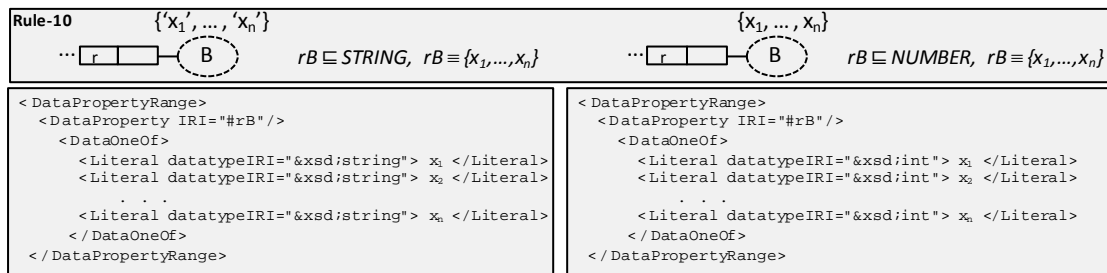 Rule-10
{‘x1’, … , ‘xn’}
{x1, … , xn}
... r B rB ⊑ STRING, rB ≡ {x1,…,xn}
... r B rB ⊑ NUMBER, rB ≡ {x1,…,xn}
<DataPropertyRange>
<DataProperty IRI="#rB"/>
<DataOneOf>
<Literal datatypeIRI="&xsd;string"> x1 </Literal>
<Literal datatypeIRI="&xsd;string"> x2 </Literal>
. . .
<Literal datatypeIRI="&xsd;string"> xn </Literal>
</DataOneOf>
</DataPropertyRange>
<DataPropertyRange>
<DataProperty IRI="#rB"/>
<DataOneOf>
<Literal datatypeIRI="&xsd;int"> x1 </Literal>
<Literal datatypeIRI="&xsd;int"> x2 </Literal>
. . .
<Literal datatypeIRI="&xsd;int"> xn </Literal>
</DataOneOf>
</DataPropertyRange>